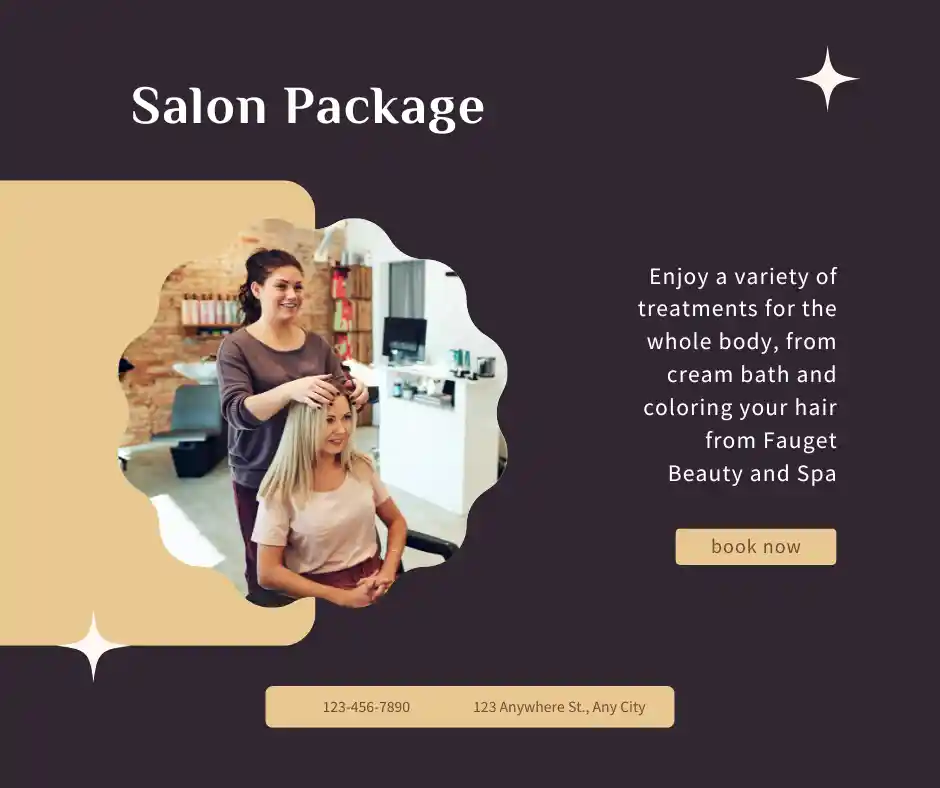 Salon Package
Enjoy a variety of
treatments for the
whole body, from
cream bath and
coloring your hair
from Fauget
Beauty and Spa
book now
123-456-7890 123 Anywhere St., Any City